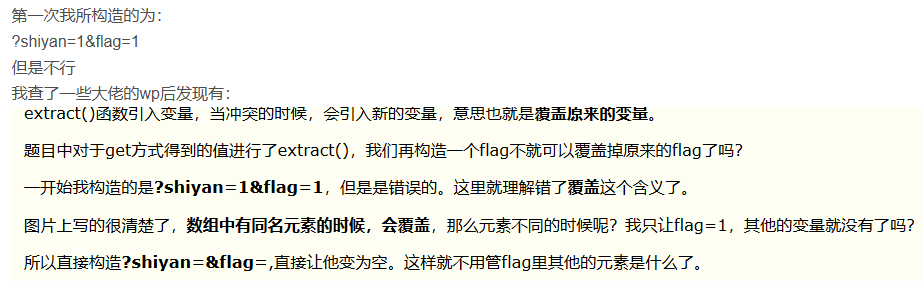 第一次我所构造的为：
?shiyan=1&flag=1
但是不行
我查了一些大佬的wp后发现有：
extract()函数引入变量，当冲突的时候，会引入新的变量，意思也就是覆盖原来的变量。
题目中对于get方式得到的值进行了extract()，我们再构造一个flag不就可以覆盖掉原来的flag了吗？
一开始我构造的是?shiyan=1&flag=1，但是是错误的。这里就理解错了覆盖这个含义了。
图片上写的很清楚了，数组中有同名元素的时候，会覆盖，那么元素不同的时候呢？我只让flag=1，其他的变量就没有了吗？
所以直接构造?shiyan=&flag=,直接让他变为空。这样就不用管flag里其他的元素是什么了。